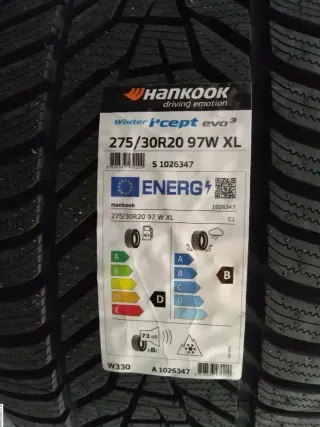 HANKOOK
driving emotion
Winter i*cept evo³
275/30R20 97W XL
S 1026347
ENERG
Hankook 1026347
275/30R20 97 W XL C1
A
B
C
D
E
D
A
B
C
D
E
B
73 dB
ABC
W330
A 1026347